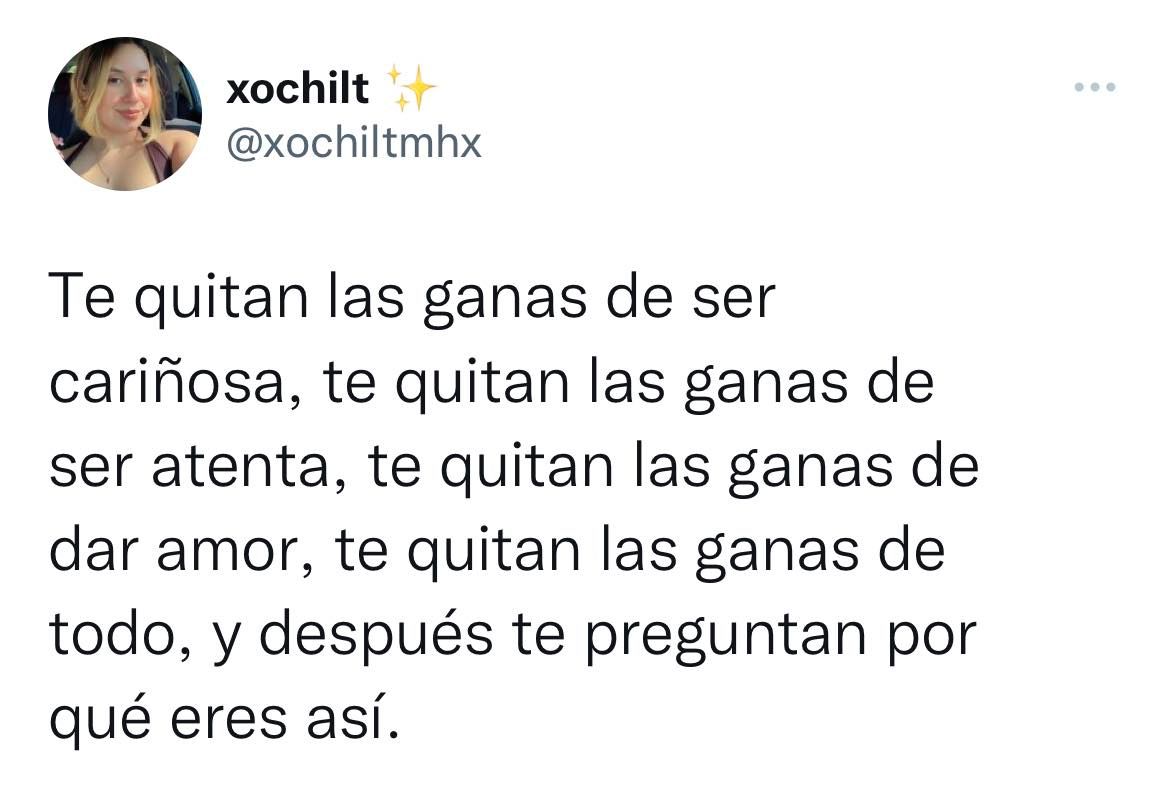 xochilt ✨
@xochiltmhx
Te quitan las ganas de ser
cariñosa, te quitan las ganas de
ser atenta, te quitan las ganas de
dar amor, te quitan las ganas de
todo, y después te preguntan por
qué eres así.